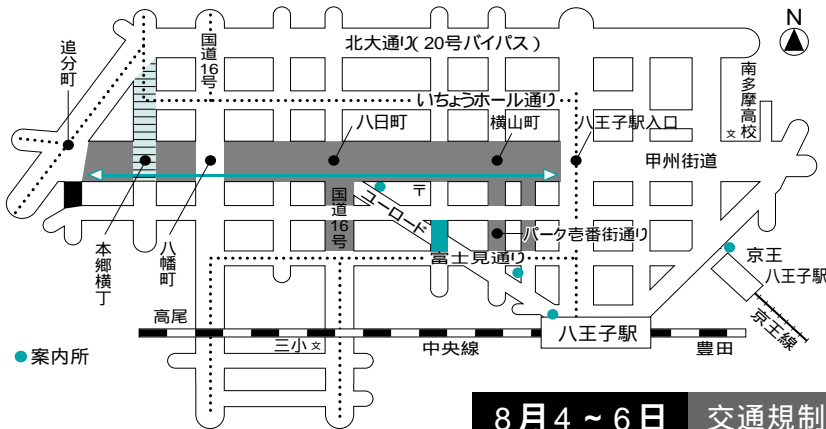 北大通り(20号バイパス)
N
追分町
国道16号
南多摩高校
文
いちょうホール通り
八日町
横山町
八王子駅入口
甲州街道
〒
国道16号
ユーロード
パーク壱番街通り
本郷横丁
八幡町
富士見通り
京王
八王子駅
京王線
高尾
三小文
中央線
八王子駅
豊田
案内所
8月4~6日 交通規制